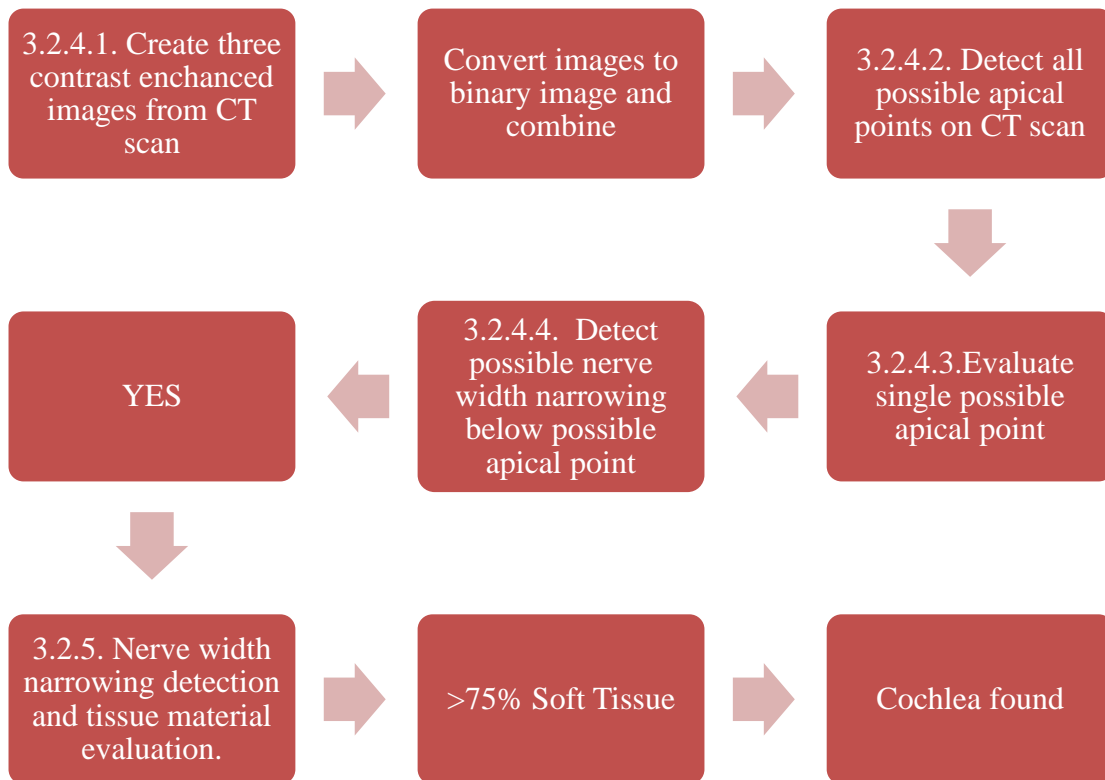 3.2.4.1. Create three
contrast enchanced
images from CT
scan
Convert images to
binary image and
combine
3.2.4.2. Detect all
possible apical
points on CT scan
3.2.4.3.Evaluate
single possible
apical point
3.2.4.4. Detect
possible nerve
width narrowing
below possible
apical point
YES
3.2.5. Nerve width
narrowing detection
and tissue material
evaluation.
>75% Soft Tissue
Cochlea found